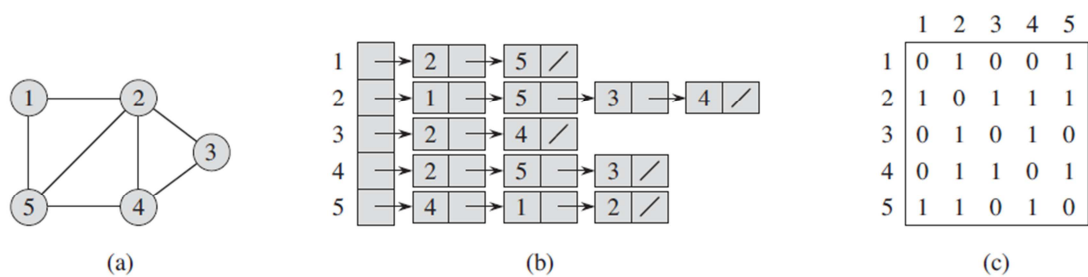 1 2
3
5 4
(a)
1 2 5 /
2 1 5 3 4 /
3 2 4 /
4 2 5 3 /
5 4 1 2 /
(b)
1 2 3 4 5
1 0 1 0 0 1
2 1 0 1 1 1
3 0 1 0 1 0
4 0 1 1 0 1
5 1 1 0 1 0
(c)